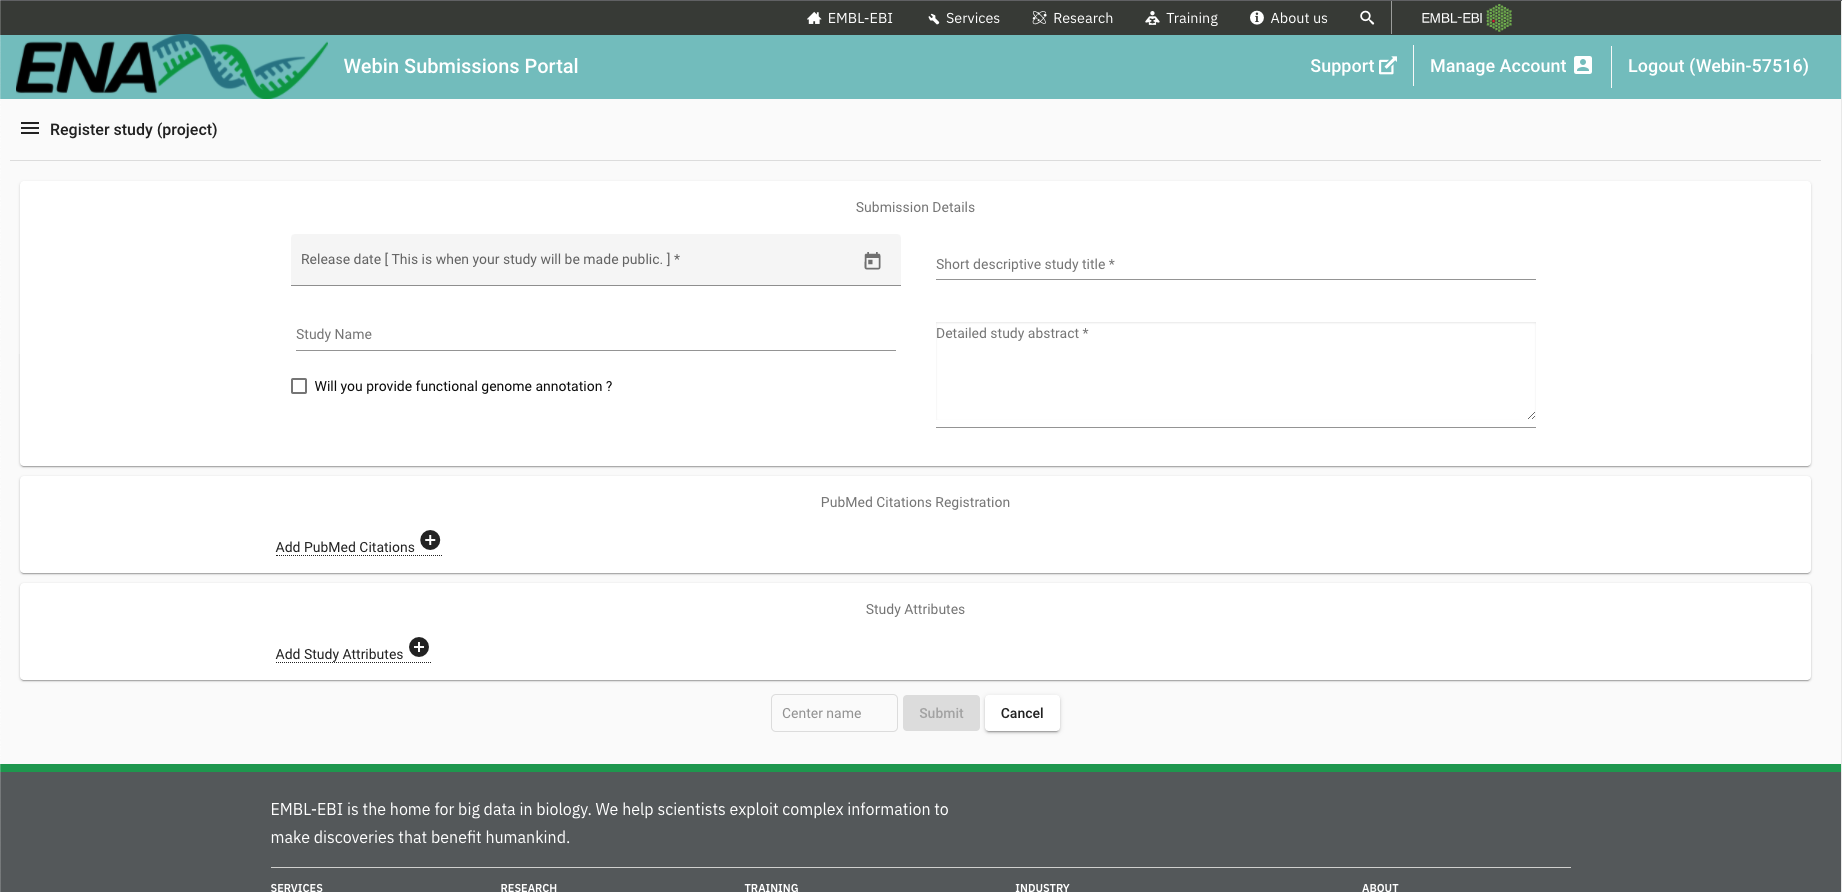 EMBL-EBI Services Research Training About us EMBL-EBI
ENA Webin Submissions Portal Support Manage Account Logout (Webin-57516)
Register study (project)
Submission Details
Release date [ This is when your study will be made public. ] *
Short descriptive study title *
Study Name
Detailed study abstract *
Will you provide functional genome annotation ?
PubMed Citations Registration
Add PubMed Citations
Study Attributes
Add Study Attributes
Center name Submit Cancel
EMBL-EBI is the home for big data in biology. We help scientists exploit complex information to
make discoveries that benefit humankind.
SERVICES RESEARCH TRAINING INDUSTRY ABOUT